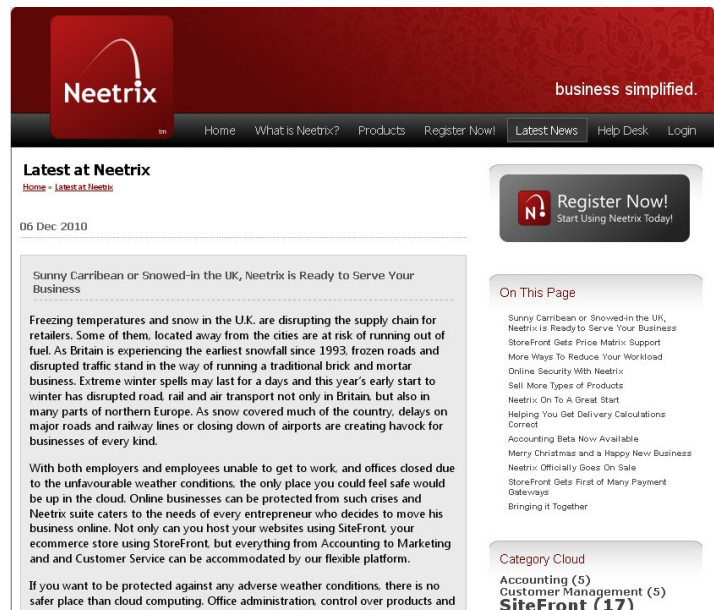 Neetrix
tm
business simplified.
Home What is Neetrix? Products Register Now! Latest News Help Desk Login
Latest at Neetrix
Home » Latest at Neetrix
06 Dec 2010
Sunny Carribean or Snowed-in the UK, Neetrix is Ready to Serve Your
Business
Freezing temperatures and snow in the U.K. are disrupting the supply chain for
retailers. Some of them, located away from the cities are at risk of running out of
fuel. As Britain is experiencing the earliest snowfall since 1993, frozen roads and
disrupted traffic stand in the way of running a traditional brick and mortar
business. Extreme winter spells may last for a days and this year's early start to
winter has disrupted road, rail and air transport not only in Britain, but also in
many parts of northern Europe. As snow covered much of the country, delays on
major roads and railway lines or closing down of airports are creating havock for
businesses of every kind.
With both employers and employees unable to get to work, and offices closed due
to the unfavourable weather conditions, the only place you could feel safe would
be up in the cloud. Online businesses can be protected from such crises and
Neetrix suite caters to the needs of every entrepreneur who decides to move his
business online. Not only can you host your websites using SiteFront, your
ecommerce store using StoreFront, but everything from Accounting to Marketing
and and Customer Service can be accommodated by our flexible platform.
If you want to be protected against any adverse weather conditions, there is no
safer place than cloud computing. Office administration, control over products and
N
Register Now!
Start Using Neetrix Today!
On This Page
Sunny Carribean or Snowed-in the UK,
Neetrix is Ready to Serve Your Business
StoreFront Gets Price Matrix Support
More Ways To Reduce Your Workload
Online Security With Neetrix
Sell More Types of Products
Neetrix On To A Great Start
Helping You Get Delivery Calculations
Correct
Accounting Beta Now Available
Merry Christmas and a Happy New Business
Neetrix Officially Goes On Sale
StoreFront Gets First of Many Payment
Gateways
Bringing it Together
Category Cloud
Accounting (5)
Customer Management (5)
SiteFront (17)